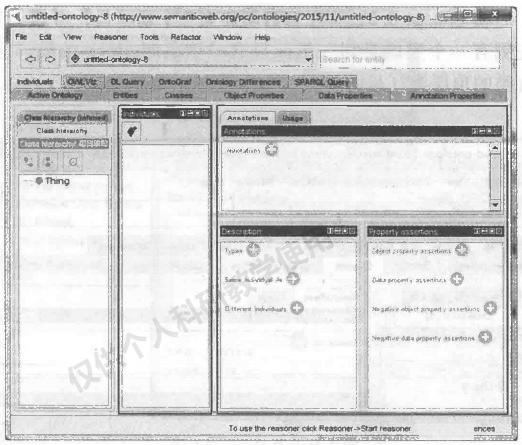 untitled-ontology-8 (http://www.semanticweb.org/pc/ontologies/2015/11/untitled-ontology-8) ...
File Edit View Reasoner Tools Refactor Window Help
untitled-ontology-8
Search for entity
Individuals OWLViz DL Query OntoGraf Ontology Differences SPARQL Query
Active Ontology Entities Classes Object Properties Data Properties Annotation Properties
Class hierarchy (inferred)
Class hierarchy
Class hierarchy:
Thing
Individuals:
Annotations Usage
Annotations:
Annotations
Description:
Types
Same Individual As
Different Individuals
Property assertions:
Object property assertions
Data property assertions
Negative object property assertions
Negative data property assertions
仅供个人科研教学使用
To use the reasoner click Reasoner->Start reasoner
ences